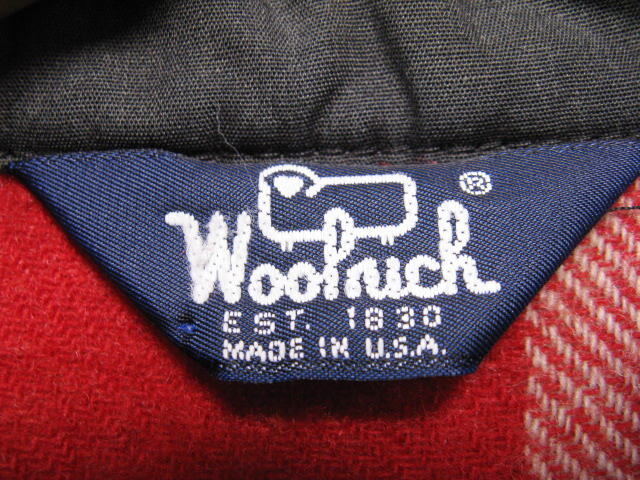 ®
Woolrich
EST. 1830
MADE IN U.S.A.